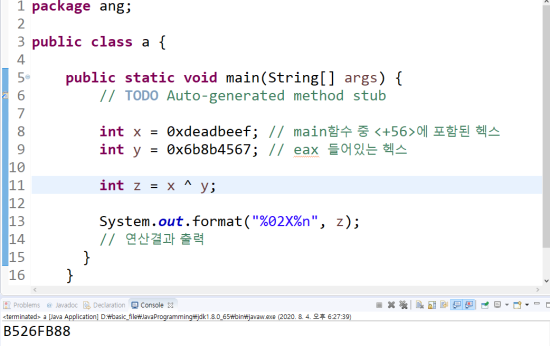 1 package ang;
2
3 public class a {
4
5 public static void main(String[] args) {
6 // TODO Auto-generated method stub
7
8 int x = 0xdeadbeef; // main함수 중 <+56>에 포함된 헥스
9 int y = 0x6b8b4567; // eax 들어있는 헥스
10
11 int z = x ^ y;
12
13 System.out.format("%02X%n", z);
14 // 연산결과 출력
15 }
16 }
Problems Javadoc Declaration Console
<terminated> a [Java Application] D:₩basic_file₩JavaProgramming₩jdk1.8.0_65₩bin₩javaw.exe (2020. 8. 4. 오후 6:27:39)
B526FB88